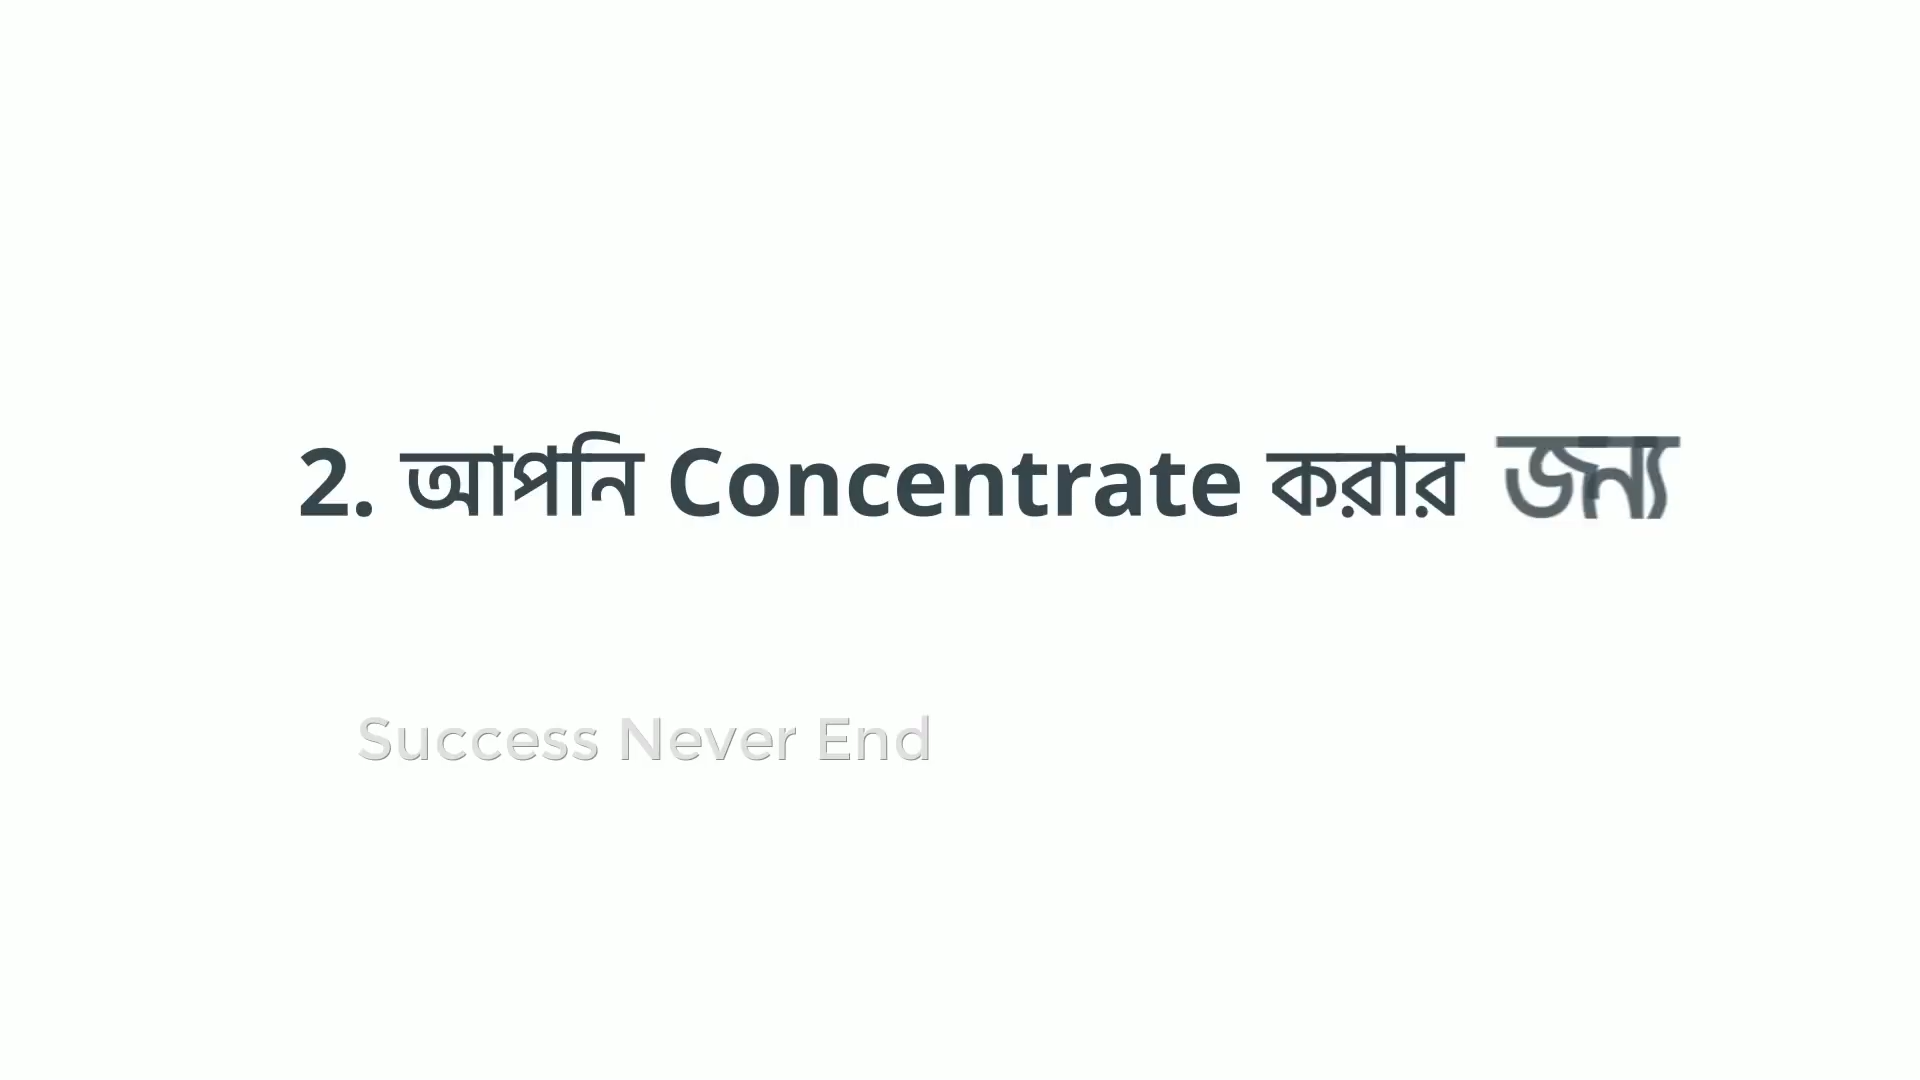 2. আপনি Concentrate করার জন্য
Success Never End